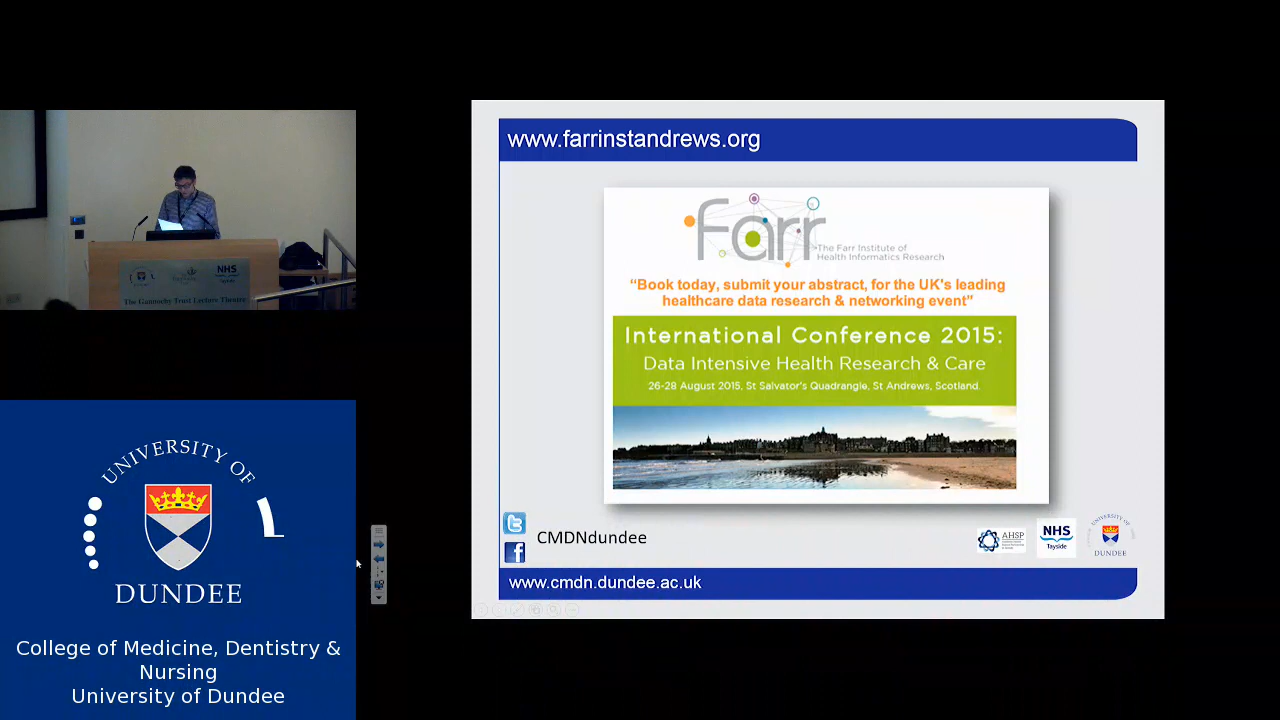 www.farrinstandrews.org
farr
The Farr Institute of
Health Informatics Research
“Book today, submit your abstract, for the UK's leading
healthcare data research & networking event”
International Conference 2015:
Data Intensive Health Research & Care
26-28 August 2015, St Salvator's Quadrangle, St Andrews, Scotland.
CMDNdundee
AHSP
NHS
Tayside
UNIVERSITY OF
DUNDEE
www.cmdn.dundee.ac.uk
NHS
The Gannochy Trust Lecture Theatre
UNIVERSITY OF
DUNDEE
College of Medicine, Dentistry &
Nursing
University of Dundee